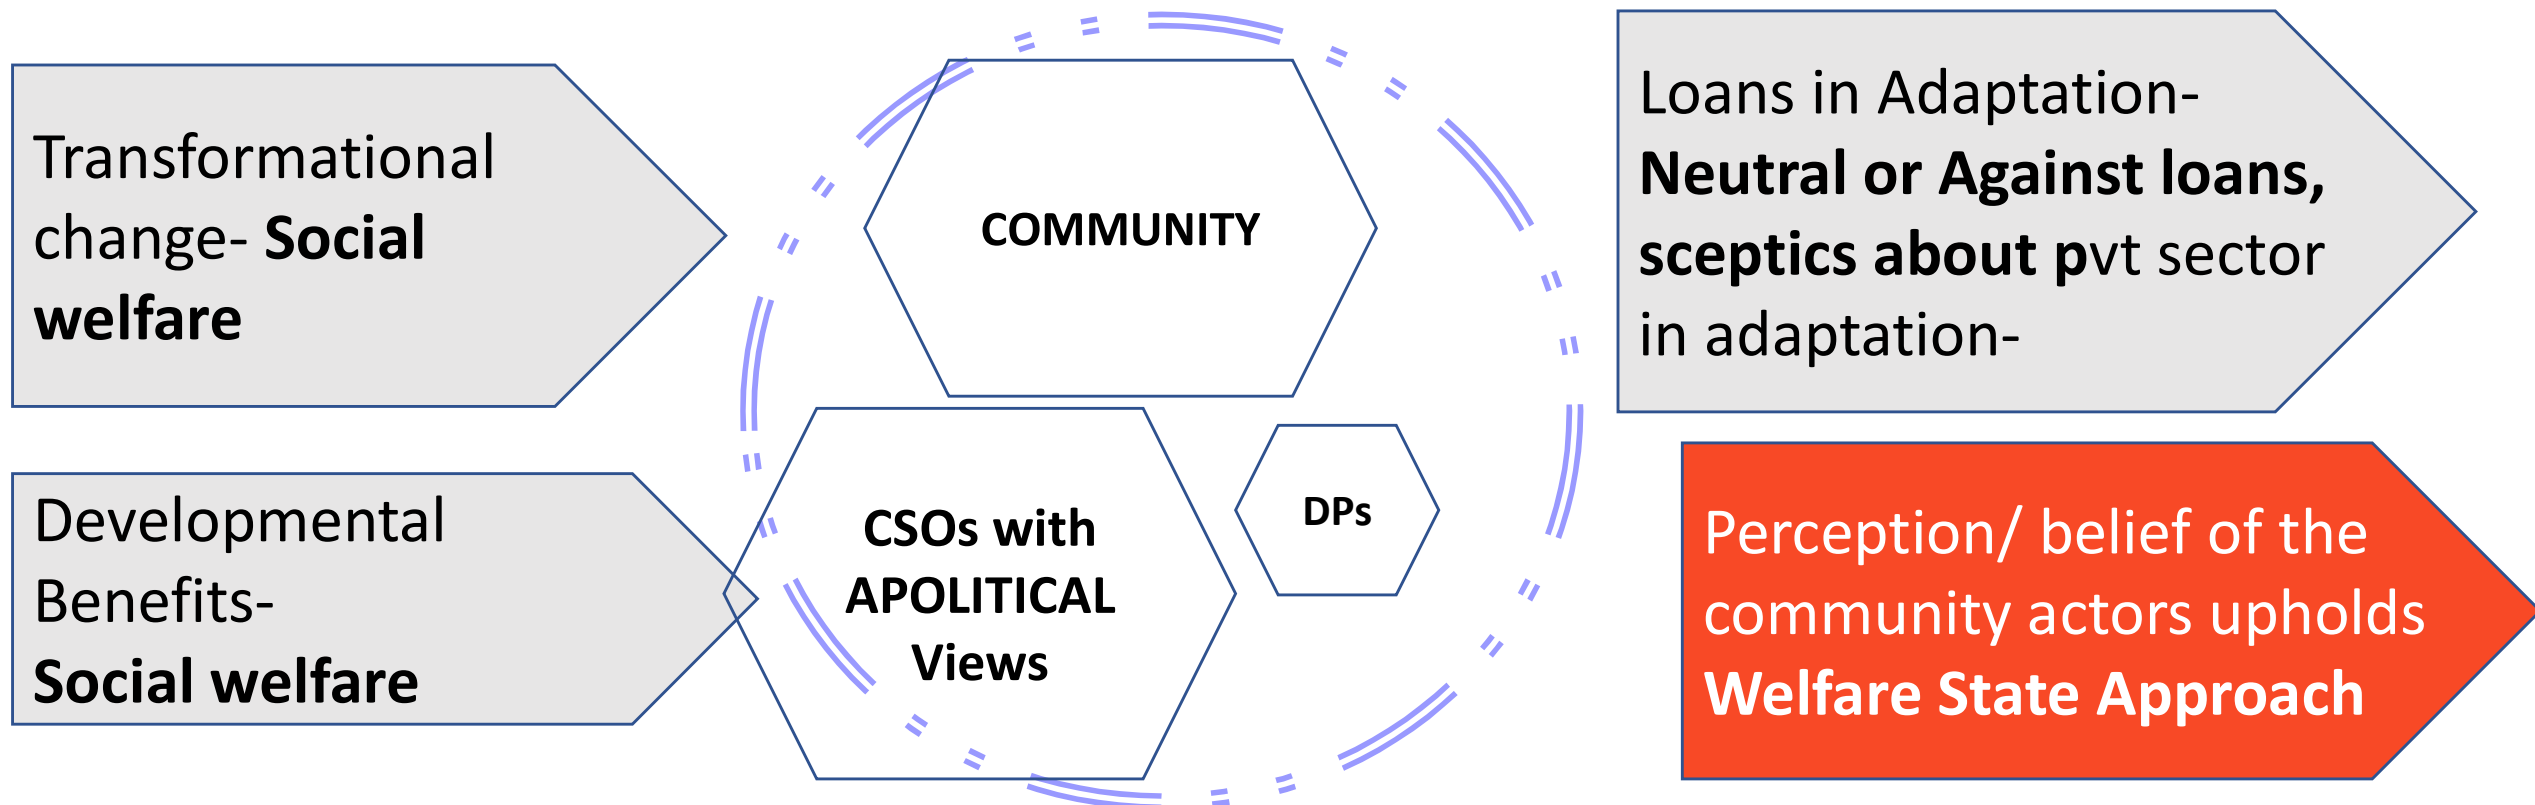 Transformational
change- Social
welfare
Developmental
Benefits-
Social welfare
COMMUNITY
CSOs with
APOLITICAL
Views
DPs
Loans in Adaptation-
Neutral or Against loans,
sceptics about pvt sector
in adaptation-
Perception/ belief of the
community actors upholds
Welfare State Approach